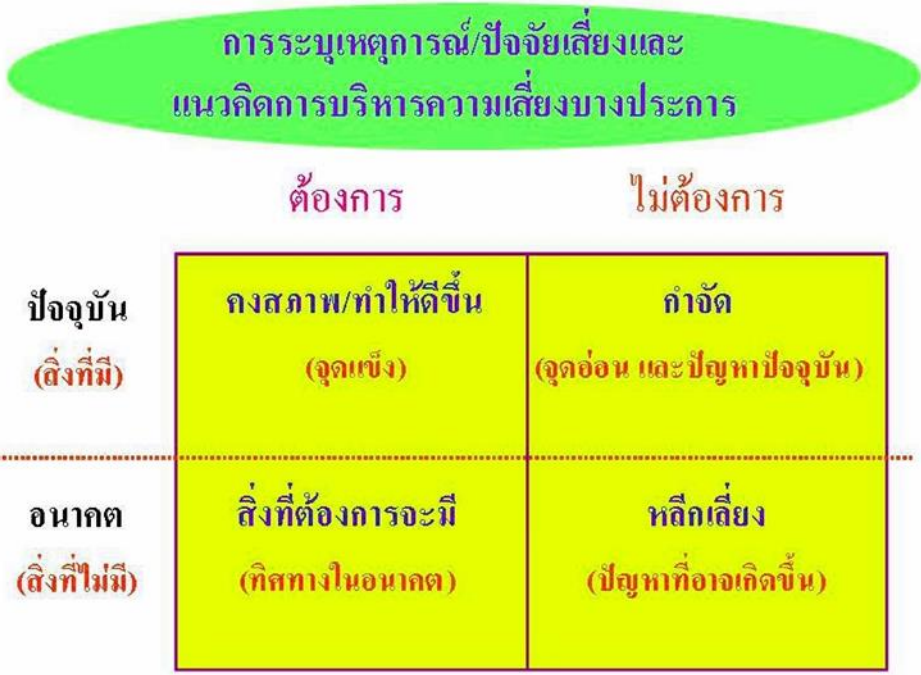 การระบุเหตุการณ์/ปัจจัยเสี่ยงและ
แนวคิดการบริหารความเสี่ยงบางประการ
ต้องการ ไม่ต้องการ
ปัจจุบัน คงสภาพ/ทำให้ดีขึ้น กำจัด
(สิ่งที่มี) (จุดแข็ง) (จุดอ่อน และปัญหาปัจจุบัน)
อนาคต สิ่งที่ต้องการจะมี หลีกเลี่ยง
(สิ่งที่ไม่มี) (ทิศทางในอนาคต) (ปัญหาที่อาจเกิดขึ้น)